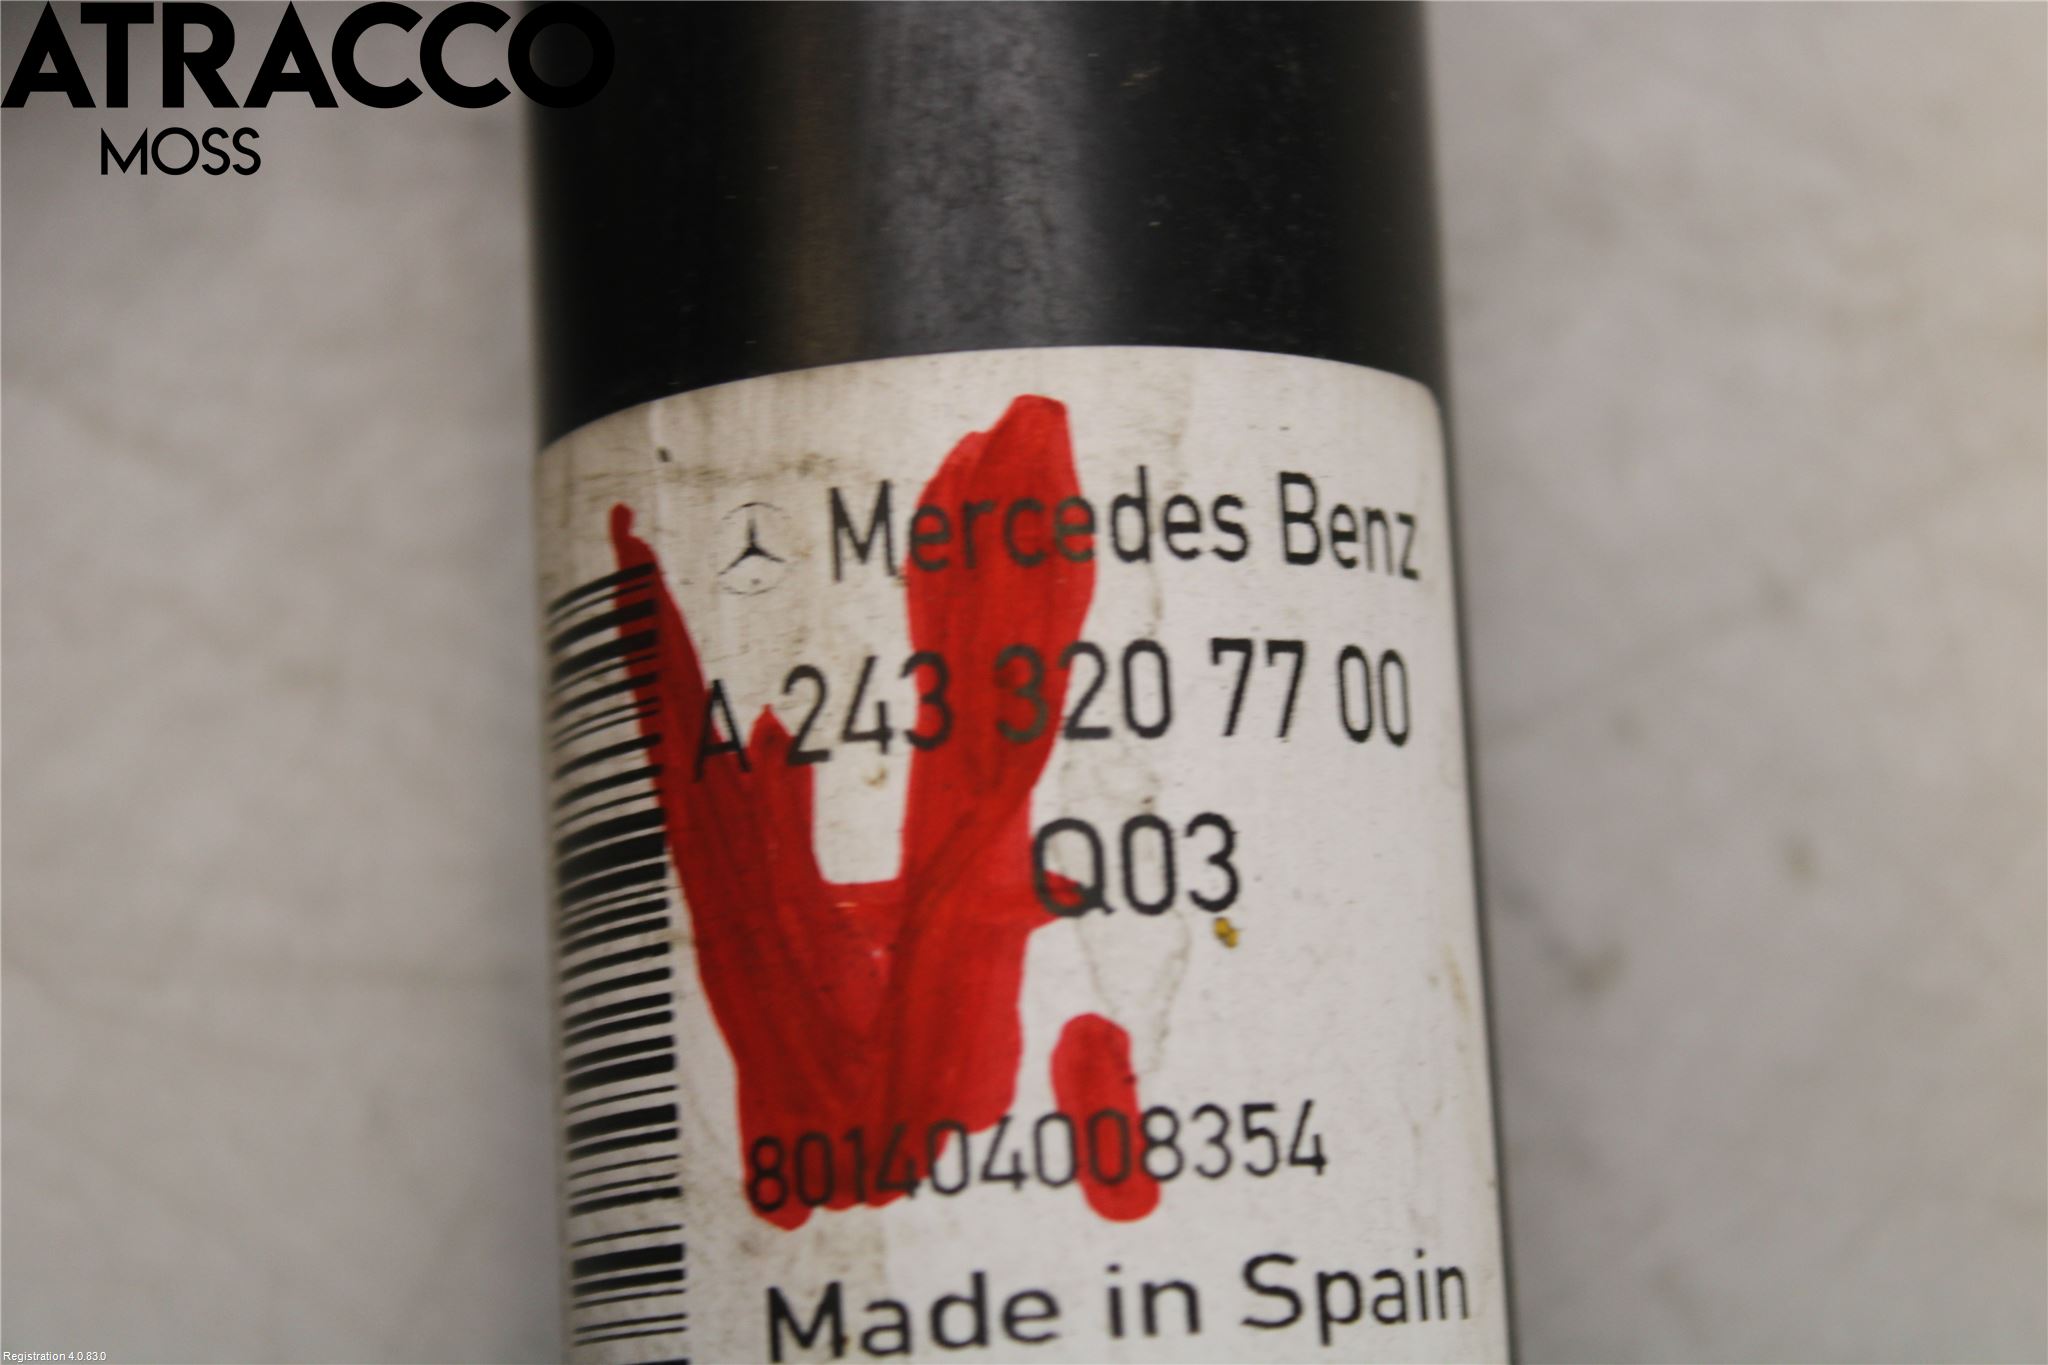 ATRACCO
MOSS
Mercedes Benz
A 243 320 77 00
Q03
801404008354
Made in Spain
Registration 4.0.83.0